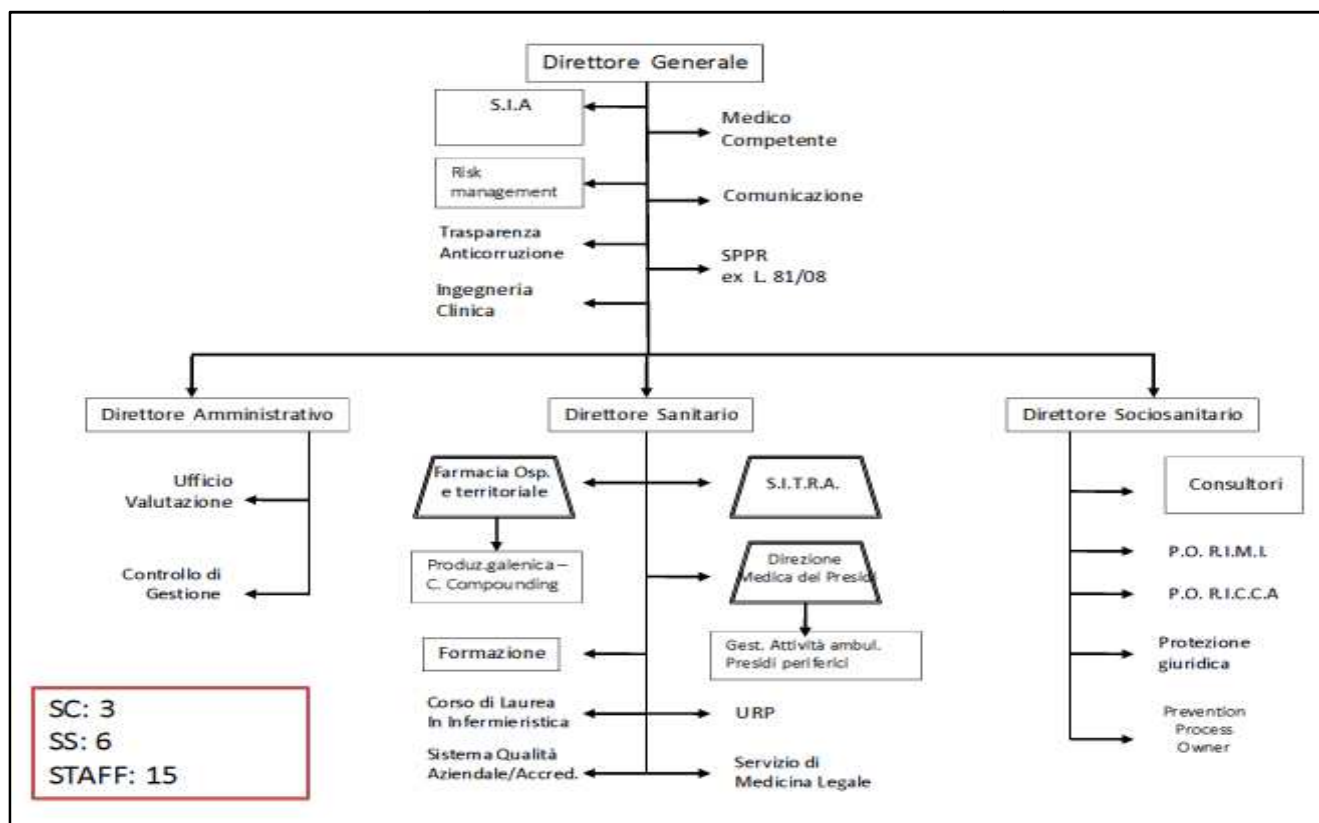 Direttore Generale
S.I.A
Medico
Competente
Risk
management
Comunicazione
Trasparenza
Anticorruzione
SPPR
ex L. 81/08
Ingegneria
Clinica
Direttore Amministrativo
Direttore Sanitario
Direttore Sociosanitario
Ufficio
Valutazione
Controllo di
Gestione
Farmacia Osp.
e territoriale
S.I.T.R.A.
Produz.galenica –
C. Compounding
Direzione
Medica dei Presidi
Formazione
Gest. Attività ambul.
Presidi periferici
Corso di Laurea
In Infermieristica
URP
Sistema Qualità
Aziendale/Accred.
Servizio di
Medicina Legale
Consultori
P.O. R.I.M.I.
P.O. R.I.C.C.A
Protezione
giuridica
Prevention
Process
Owner
SC: 3
SS: 6
STAFF: 15